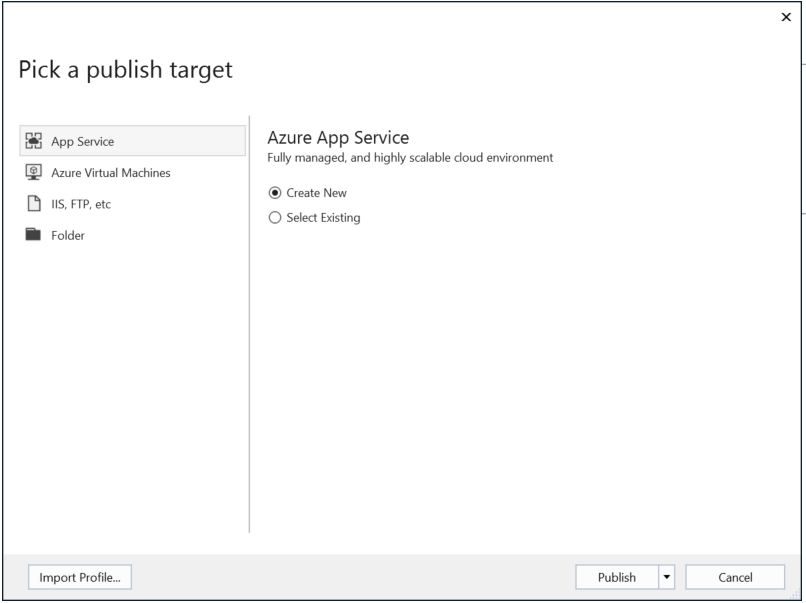 Pick a publish target
App Service
Azure Virtual Machines
IIS, FTP, etc
Folder
Azure App Service
Fully managed, and highly scalable cloud environment
Create New
Select Existing
Import Profile...
Publish
Cancel